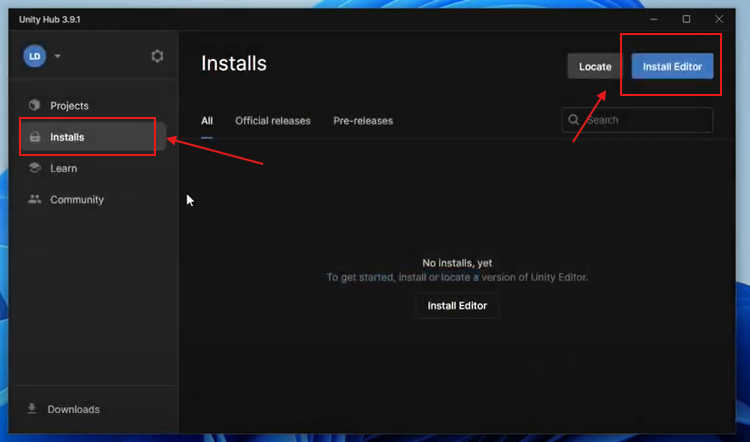 Unity Hub 3.9.1
LD
Installs
Locate
Install Editor
Projects
Installs
Learn
Community
All Official releases Pre-releases
Search
No installs, yet
To get started, install or locate a version of Unity Editor.
Install Editor
Downloads